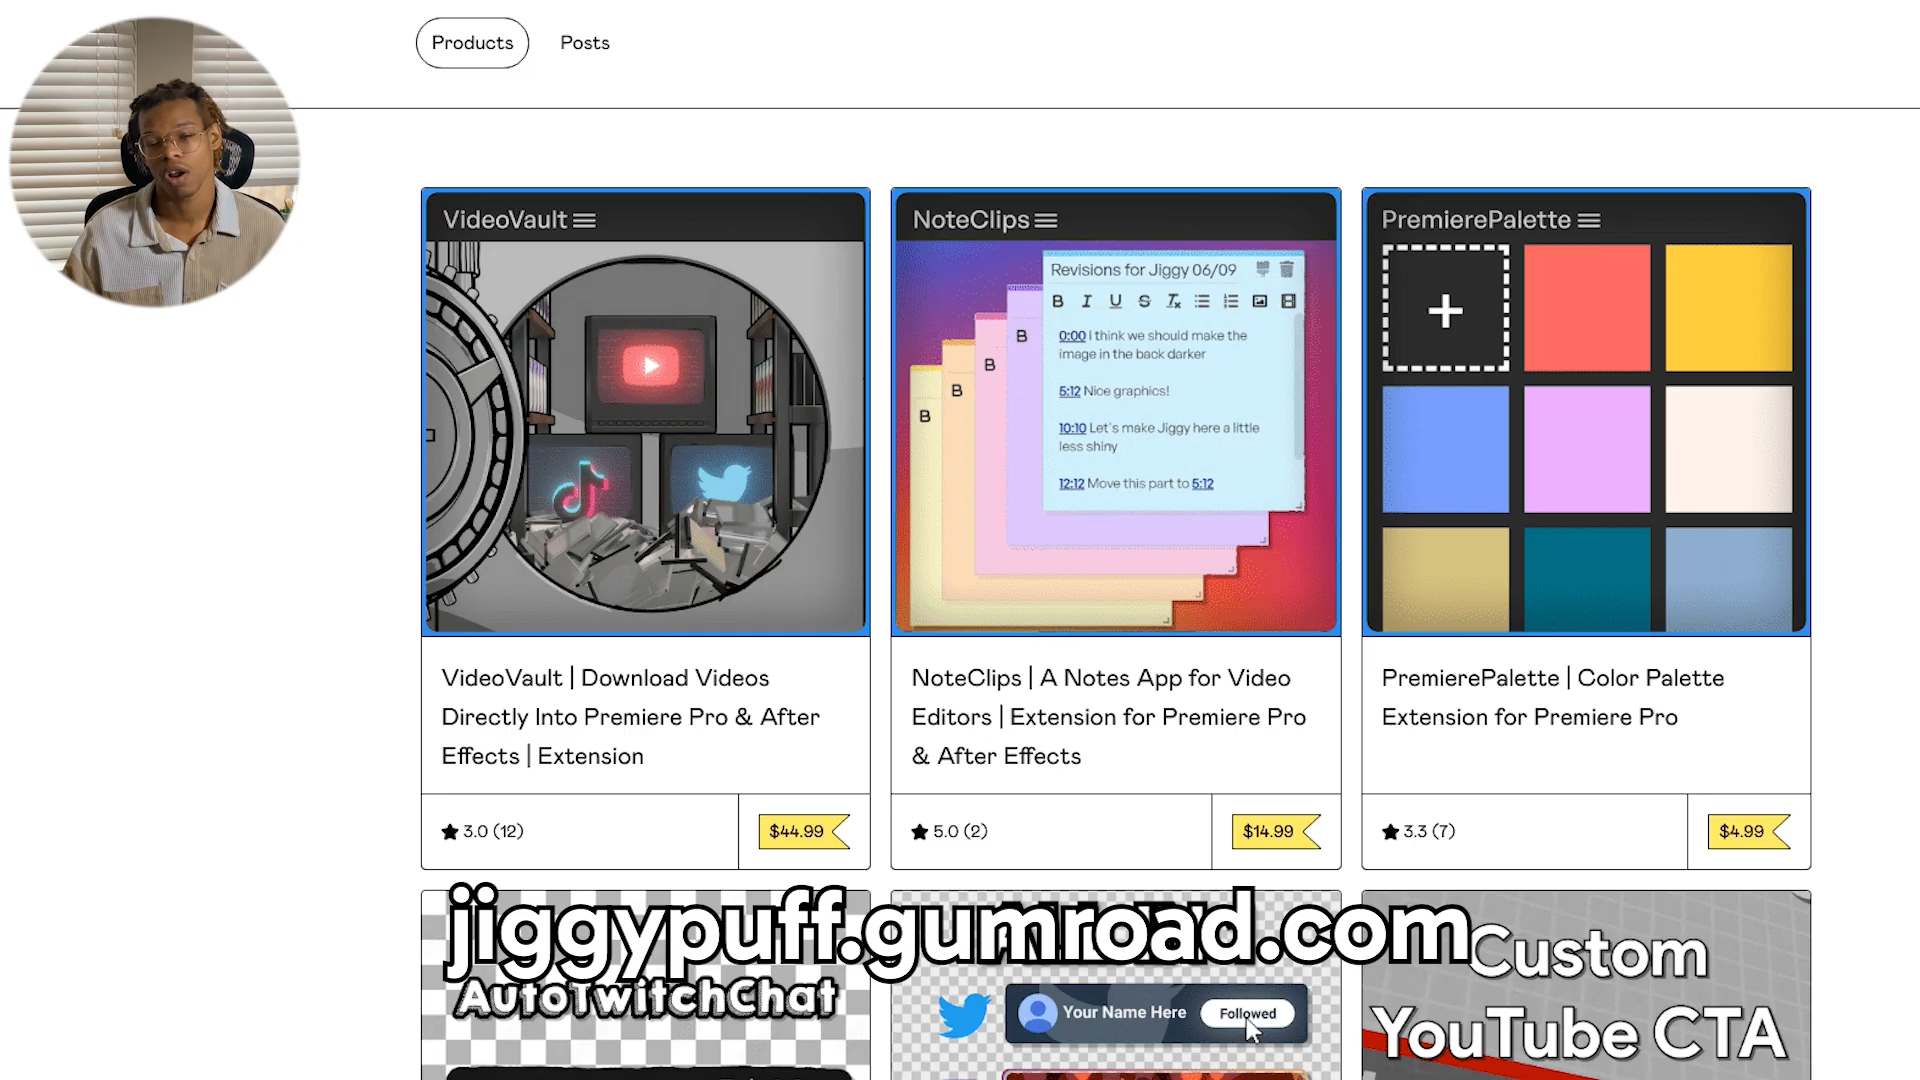 Products
Posts
VideoVault
NoteClips
Revisions for Jiggy 06/09
B I U S Tx
B
B
B
B
0:00 I think we should make the
image in the back darker
5:12 Nice graphics!
10:10 Let's make Jiggy here a little
less shiny
12:12 Move this part to 5:12
PremierePalette
+
VideoVault | Download Videos
Directly Into Premiere Pro & After
Effects | Extension
3.0 (12)
$44.99
NoteClips | A Notes App for Video
Editors | Extension for Premiere Pro
& After Effects
5.0 (2)
$14.99
PremierePalette | Color Palette
Extension for Premiere Pro
3.3 (7)
$4.99
jiggypuff.gumroad.com
AutoTwitchChat
Your Name Here
Followed
Custom
YouTube CTA